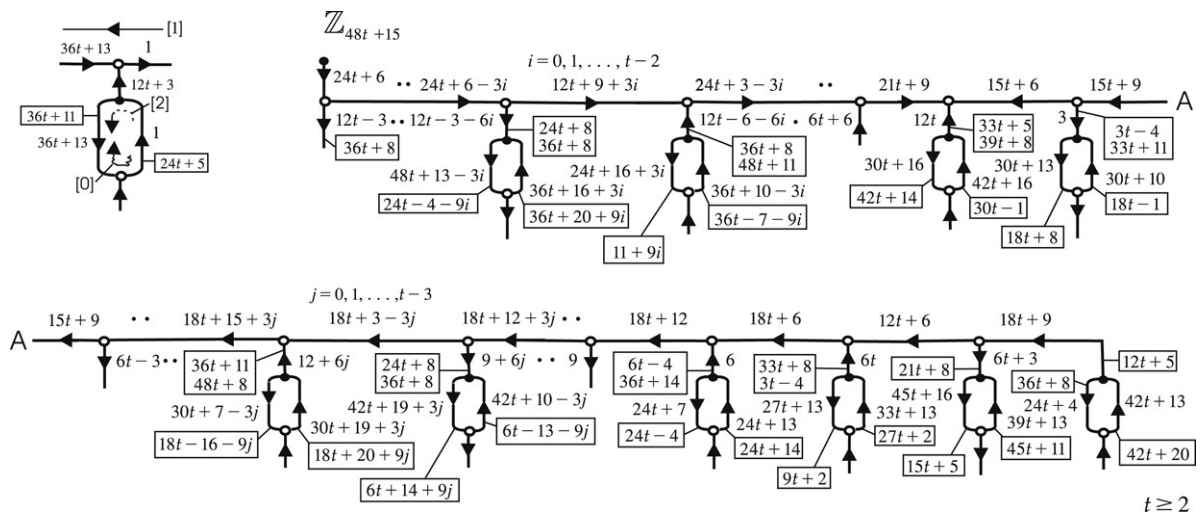 [1]
36t+13 1
12t+3
[2]
36t+11
36t+13 1
24t+5
[0]
ℤ48t+15
i=0, 1, . . . , t−2
24t+6 ·· 24t+6−3i 12t+9+3i 24t+3−3i ·· 21t+9 15t+6 15t+9 A
12t−3 ·· 12t−3−6i 12t−6−6i · 6t+6 12t 3
36t+8
24t+8
36t+8
36t+8
48t+11
33t+5
39t+8
3t−4
33t+11
48t+13−3i 24t+16+3i 30t+16 30t+13
36t+16+3i 36t+10−3i 42t+16 30t+10
24t−4−9i 42t+14 30t−1 18t−1
36t+20+9i 36t−7−9i 18t+8
11+9i
j=0, 1, . . . , t−3
A 15t+9 ·· 18t+15+3j 18t+3−3j 18t+12+3j ·· 18t+12 18t+6 12t+6 18t+9
6t−3 ·· 12+6j 9+6j ·· 9 6 6t 6t+3
36t+11
48t+8
24t+8
36t+8
6t−4
36t+14
33t+8
3t−4
21t+8
12t+5
36t+8
30t+7−3j 42t+19+3j 42t+10−3j 24t+7 27t+13 45t+16 24t+4 42t+13
30t+19+3j 24t+13 33t+13 39t+13
18t−16−9j 6t−13−9j 24t−4 27t+2
18t+20+9j 24t+14 15t+5 45t+11 42t+20
6t+14+9j 9t+2
t ≥ 2